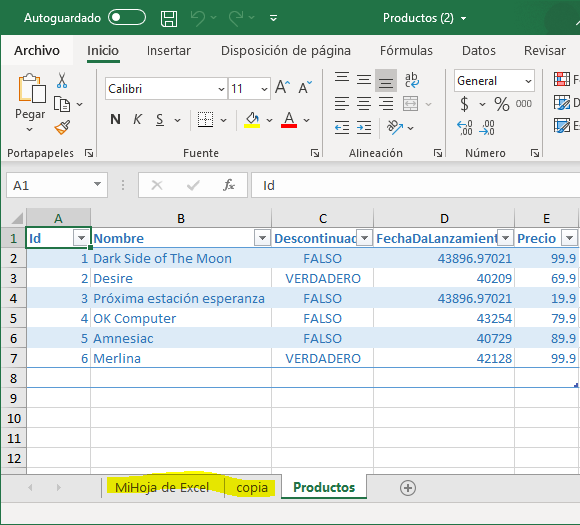 Autoguardado Productos (2)
Archivo Inicio Insertar Disposición de página Fórmulas Datos Revisar
Calibri 11 A A ab General F
Pegar N K S A $ % 000 D
E
Portapapeles Fuente Alineación Número
A1 fx Id
A B C D E
1 Id Nombre Descontinuad FechaDaLanzamient Precio
2 1 Dark Side of The Moon FALSO 43896.97021 99.9
3 2 Desire VERDADERO 40209 69.9
4 3 Próxima estación esperanza FALSO 43896.97021 19.9
5 4 OK Computer FALSO 43254 79.9
6 5 Amnesiac FALSO 40729 89.9
7 6 Merlina VERDADERO 42128 99.9
8
9
10
11
12
MiHoja de Excel copia Productos